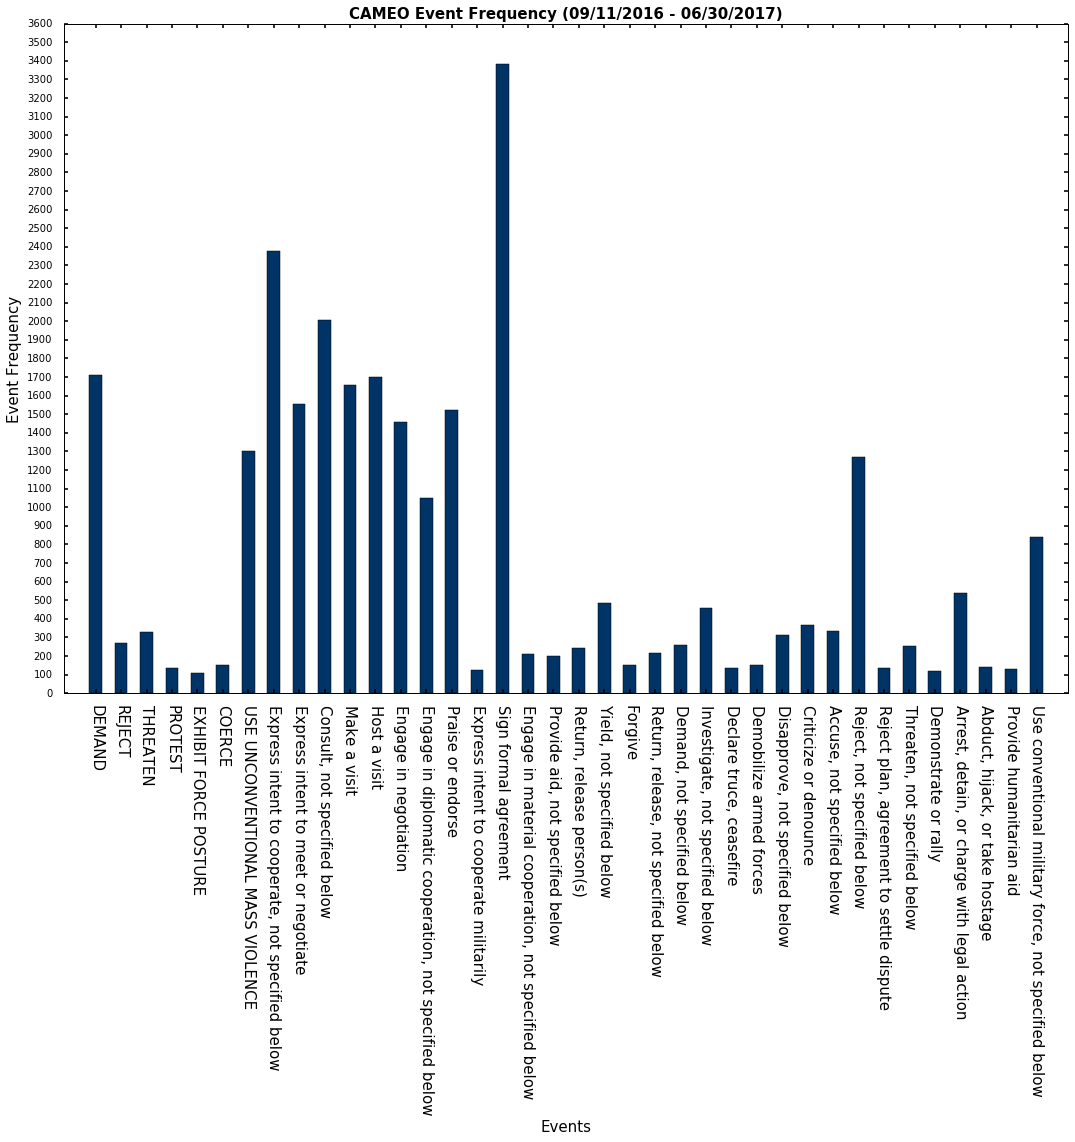 CAMEO Event Frequency (09/11/2016 - 06/30/2017)
3600
3500
3400
3300
3200
3100
3000
2900
2800
2700
2600
2500
2400
2300
2200
2100
2000
1900
1800
1700
1600
1500
1400
1300
1200
1100
1000
900
800
700
600
500
400
300
200
100
0
Event Frequency
DEMAND
REJECT
THREATEN
PROTEST
EXHIBIT FORCE POSTURE
COERCE
USE UNCONVENTIONAL MASS VIOLENCE
Express intent to cooperate, not specified below
Express intent to meet or negotiate
Consult, not specified below
Make a visit
Host a visit
Engage in negotiation
Engage in diplomatic cooperation, not specified below
Praise or endorse
Express intent to cooperate militarily
Sign formal agreement
Engage in material cooperation, not specified below
Provide aid, not specified below
Return, release person(s)
Yield, not specified below
Forgive
Return, release, not specified below
Demand, not specified below
Investigate, not specified below
Declare truce, ceasefire
Demobilize armed forces
Disapprove, not specified below
Criticize or denounce
Accuse, not specified below
Reject, not specified below
Reject plan, agreement to settle dispute
Threaten, not specified below
Demonstrate or rally
Arrest, detain, or charge with legal action
Abduct, hijack, or take hostage
Provide humanitarian aid
Use conventional military force, not specified below
Events